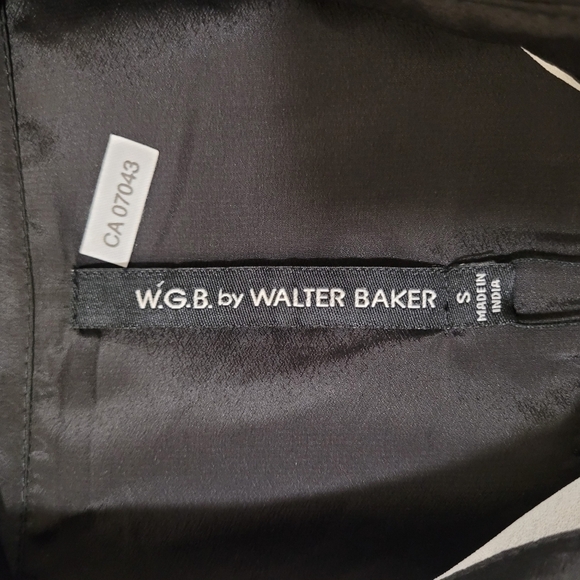 CA 07043
W.G.B. by WALTER BAKER
S
MADE IN
INDIA